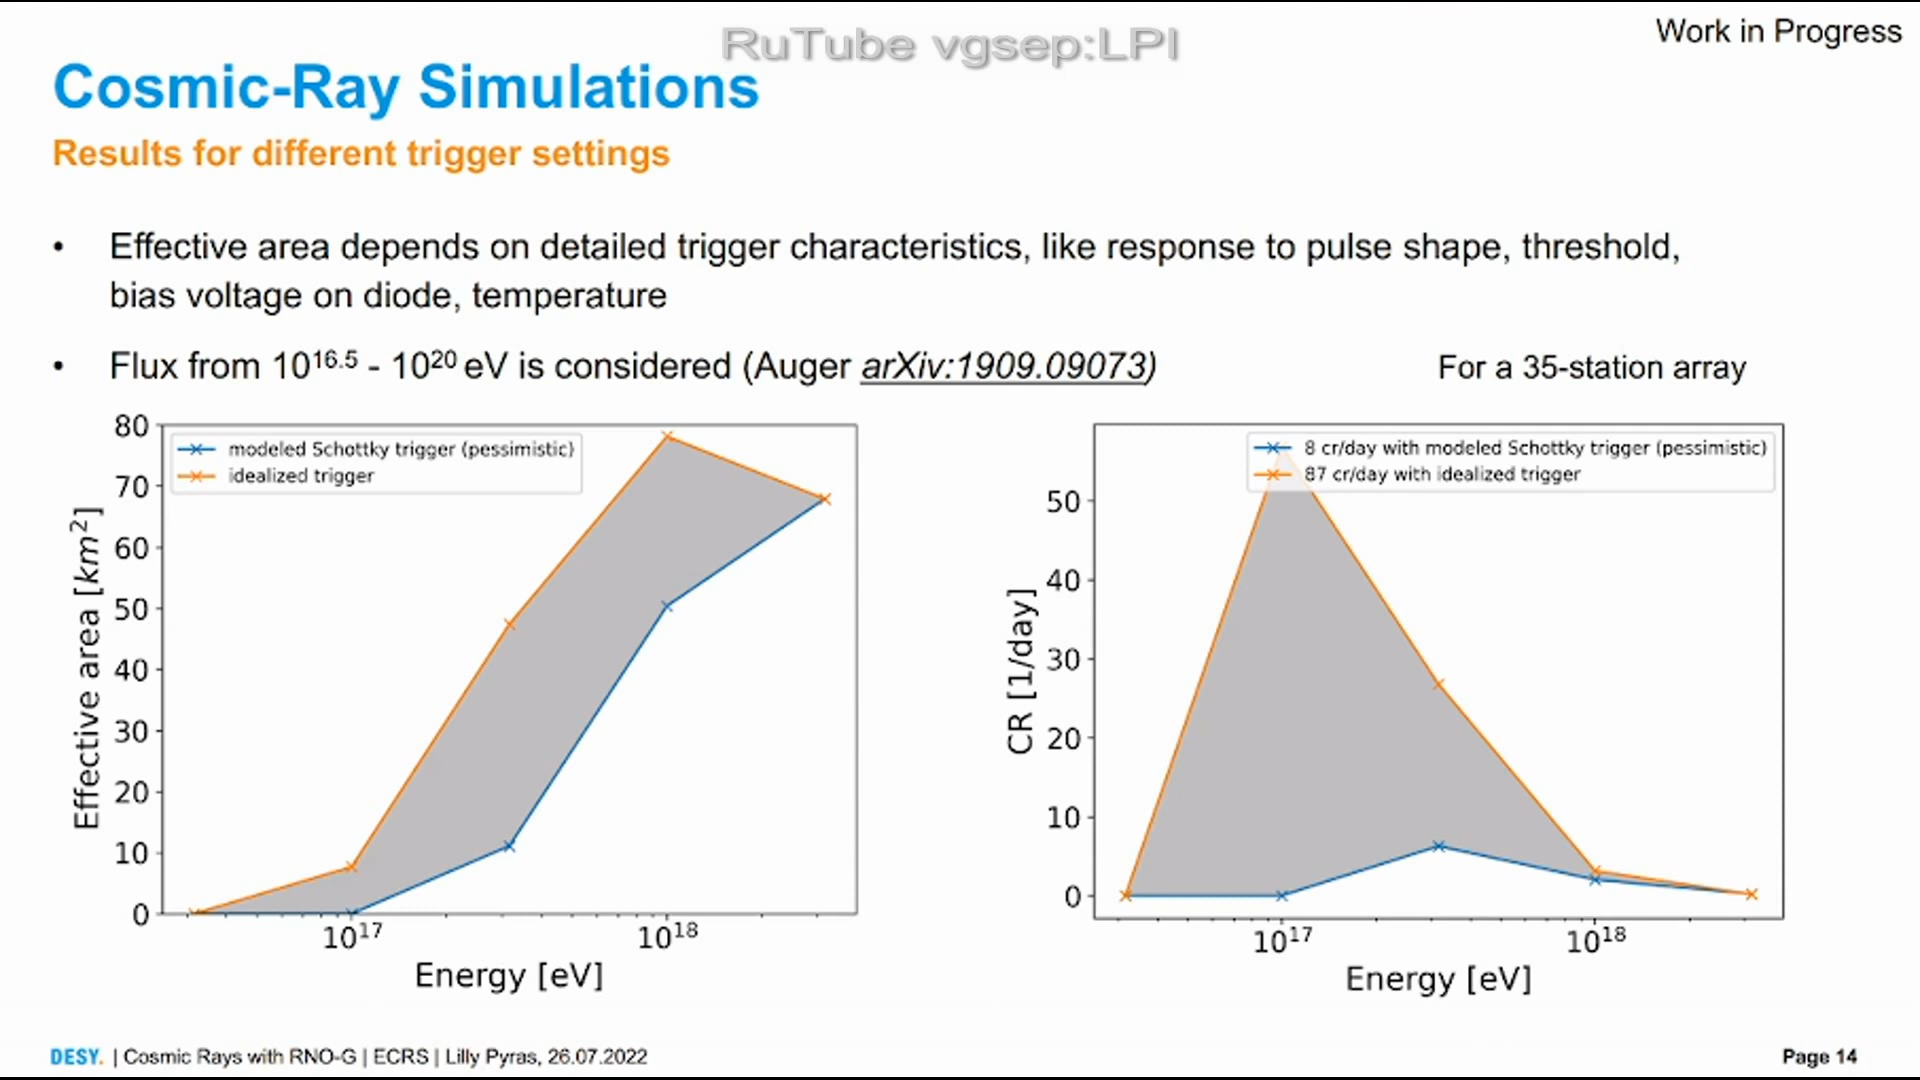 RuTube vgsep:LPI
Work in Progress
Cosmic-Ray Simulations
Results for different trigger settings
• Effective area depends on detailed trigger characteristics, like response to pulse shape, threshold,
bias voltage on diode, temperature
• Flux from 10^16.5 - 10^20 eV is considered (Auger arXiv:1909.09073)
For a 35-station array
modeled Schottky trigger (pessimistic)
idealized trigger
80
70
60
50
40
30
20
10
0
Effective area [km^2]
10^17
10^18
Energy [eV]
8 cr/day with modeled Schottky trigger (pessimistic)
87 cr/day with idealized trigger
50
40
30
20
10
0
CR [1/day]
10^17
10^18
Energy [eV]
DESY. | Cosmic Rays with RNO-G | ECRS | Lilly Pyras, 26.07.2022
Page 14